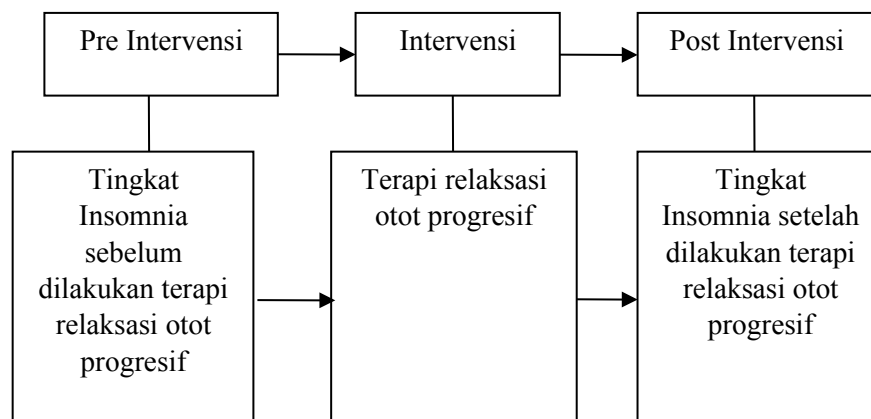 Pre Intervensi
Intervensi
Post Intervensi
Tingkat
Insomnia
sebelum
dilakukan terapi
relaksasi otot
progresif
Terapi relaksasi
otot progresif
Tingkat
Insomnia setelah
dilakukan terapi
relaksasi otot
progresif